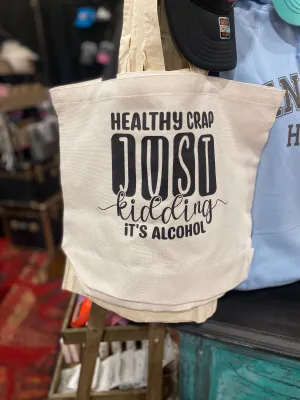 HEALTHY CRAP
JUST
kidding
iT'S ALCOHOL